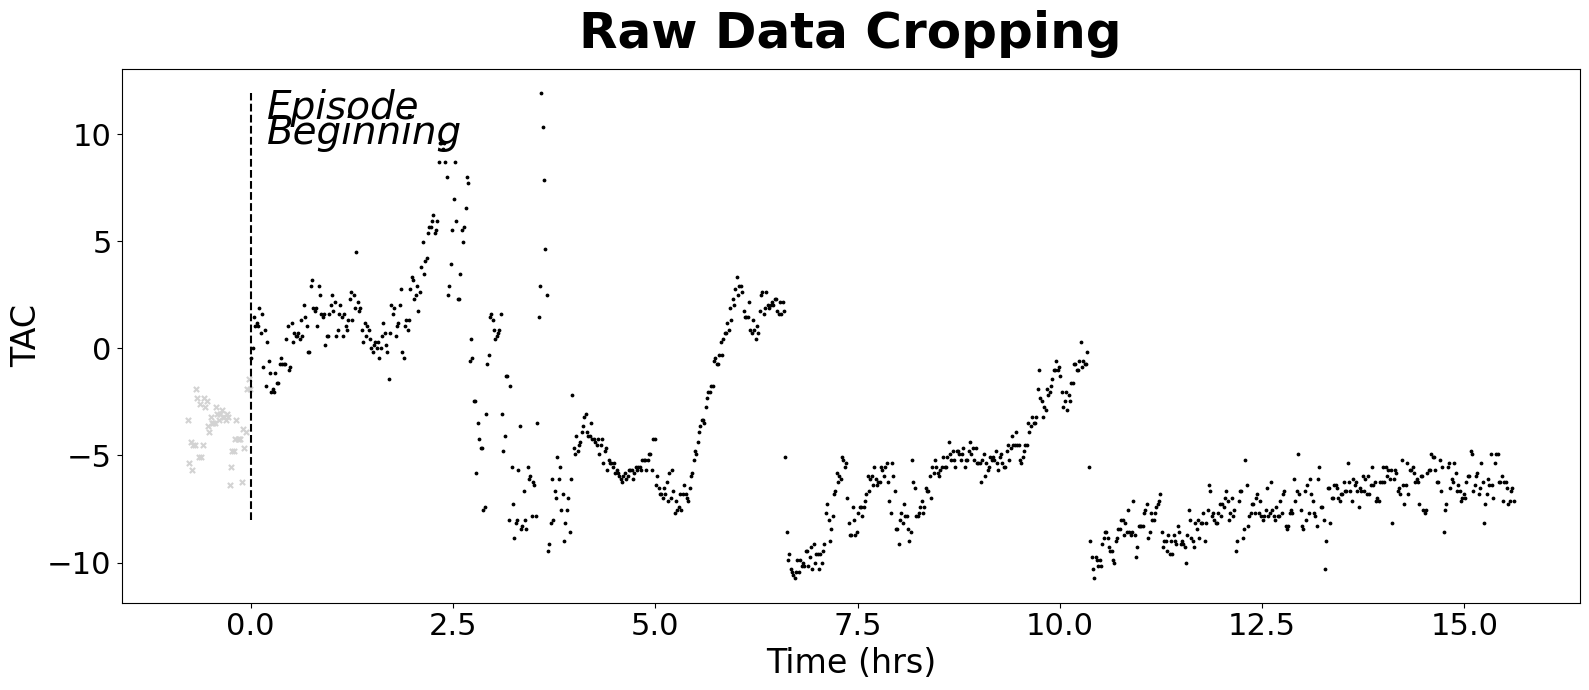 Raw Data Cropping
Episode
Beginning
10
5
0
−5
−10
TAC
0.0 2.5 5.0 7.5 10.0 12.5 15.0
Time (hrs)